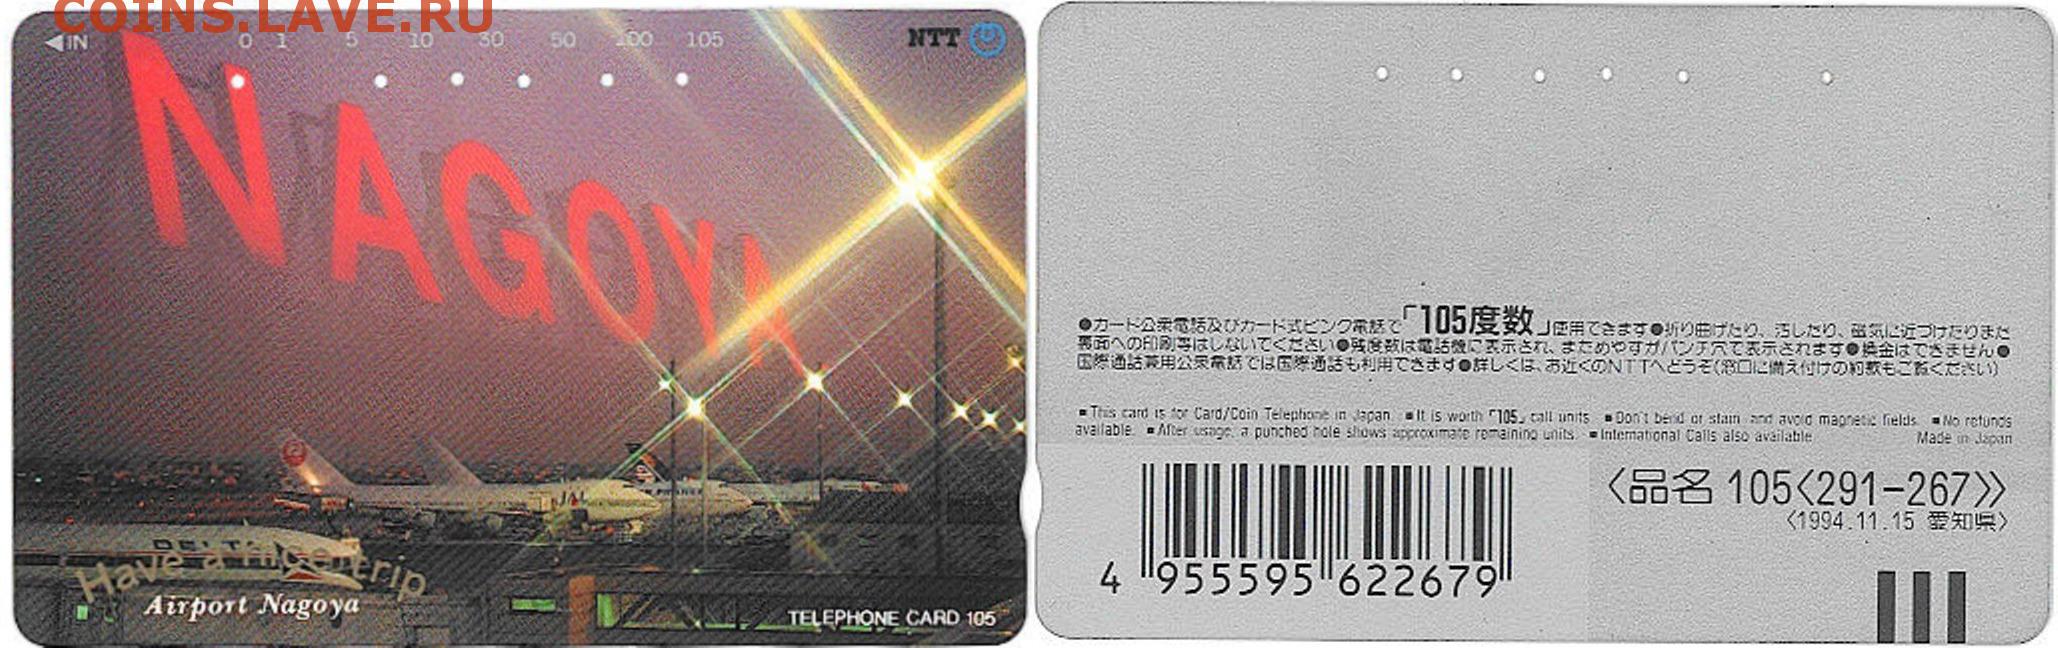 COINS.LAVE.RU
◀IN 0 1 5 10 30 50 100 105 NTT
NAGOYA
JAL
DELTA
Have a nice trip
Airport Nagoya
TELEPHONE CARD 105
●カード公衆電話及びカード式ピンク電話で「105度数」使用できます●折り曲げたり、汚したり、磁気に近づけたりまた
裏面への印刷等はしないでください●残度数は電話機に表示され、まためやすがパンチ穴で表示されます●換金はできません●
国際通話兼用公衆電話では国際通話も利用できます●詳しくは、お近くのNTTへどうぞ(窓口に備え付けの約款もご覧ください)
■This card is for Card/Coin Telephone in Japan. ■It is worth「105」call units. ■Don't bend or stain and avoid magnetic fields. ■No refunds
available. ■After usage, a punched hole shows approximate remaining units. ■International Calls also available.
Made in Japan
〈品名 105〈291-267〉〉
〈1994.11.15 愛知県〉
4 955595 622679